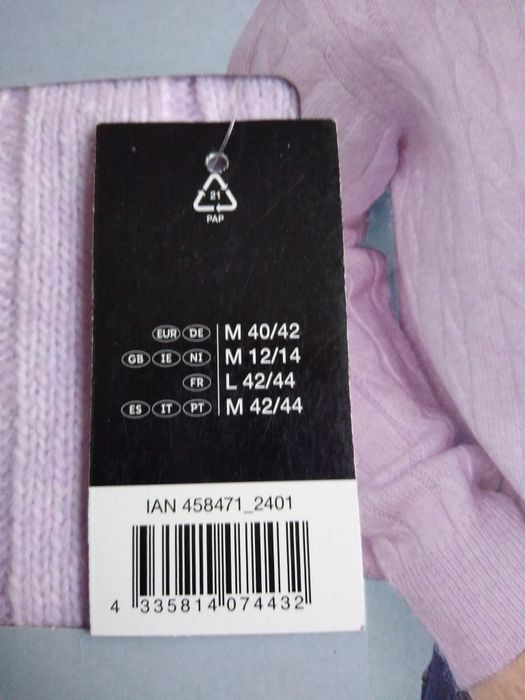 21
PAP
EUR DE M 40/42
GB IE NI M 12/14
FR L 42/44
ES IT PT M 42/44
IAN 458471_2401
4 335814 074432